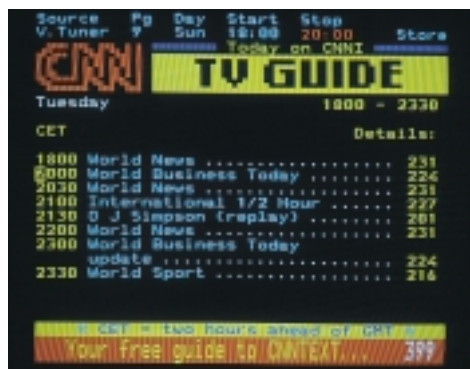 Source Pg Day Start Stop
V.Tuner 9 Sun 18:00 20:00 Store
Today on CNNI
CNN TV GUIDE
Tuesday 1800 - 2330
CET Details:
1800 World News .................... 231
2000 World Business Today .......... 224
2030 World News .................... 231
2100 International 1/2 Hour ........ 227
2130 O J Simpson (replay) .......... 201
2200 World News .................... 231
2300 World Business Today
update ........................ 224
2330 World Sport ................... 216
CET = two hours ahead of GMT
Your free guide to CNNTEXT... 399